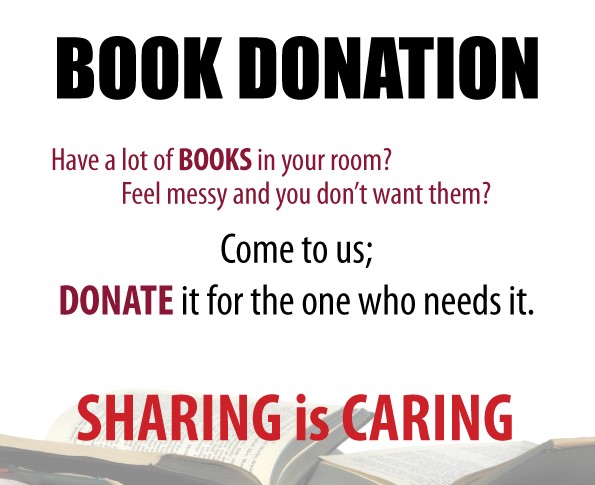 BOOK DONATION
Have a lot of BOOKS in your room?
Feel messy and you don't want them?
Come to us;
DONATE it for the one who needs it.
SHARING is CARING